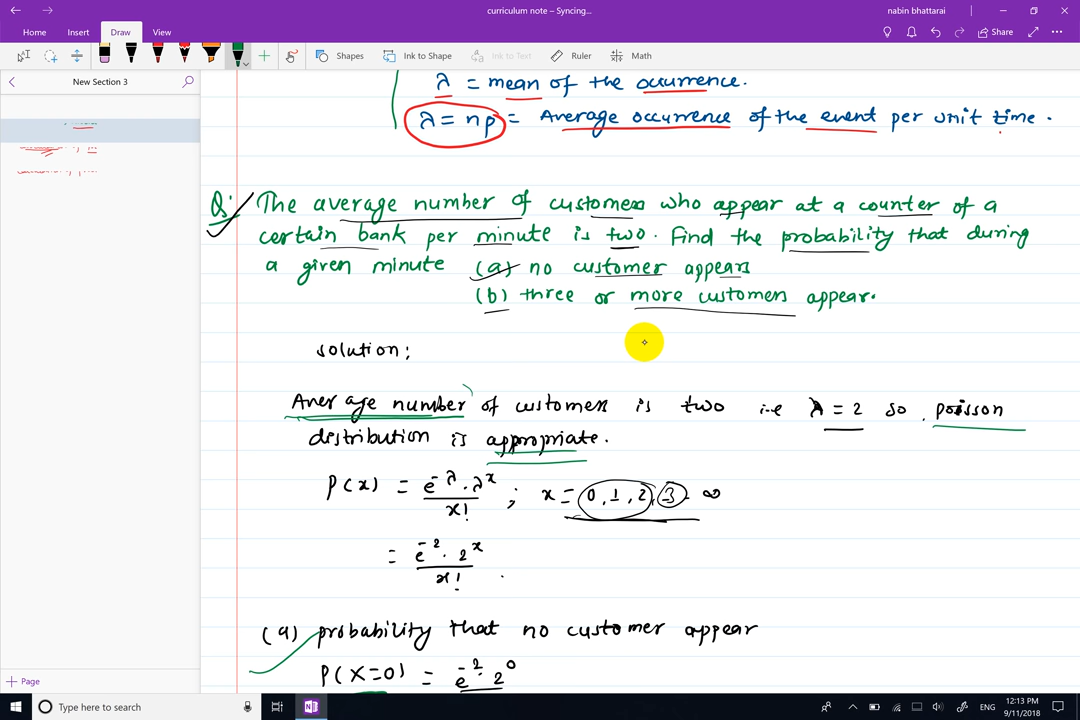 curriculum note - Syncing...
nabin bhattarai
Home Insert Draw View
Share
Shapes Ink to Shape Ink to Text Ruler Math
New Section 3
λ = mean of the ocurrence.
λ = np = Average occurrence of the event per unit time.
Q: The average number of customers who appear at a counter of a
certain bank per minute is two. Find the probability that during
a given minute (a) no customer appears
(b) three or more customers appear.
solution:
Average number of customers is two i.e λ = 2 so poisson
distribution is appropriate.
P(x) = e^-λ . λ^x / x! ; x = 0, 1, 2, 3 . ∞
= e^-2 . 2^x / x!
(a) probability that no customer appear
P(X=0) = e^-2 . 2^0
+ Page
Type here to search
ENG
12:13 PM
9/11/2018